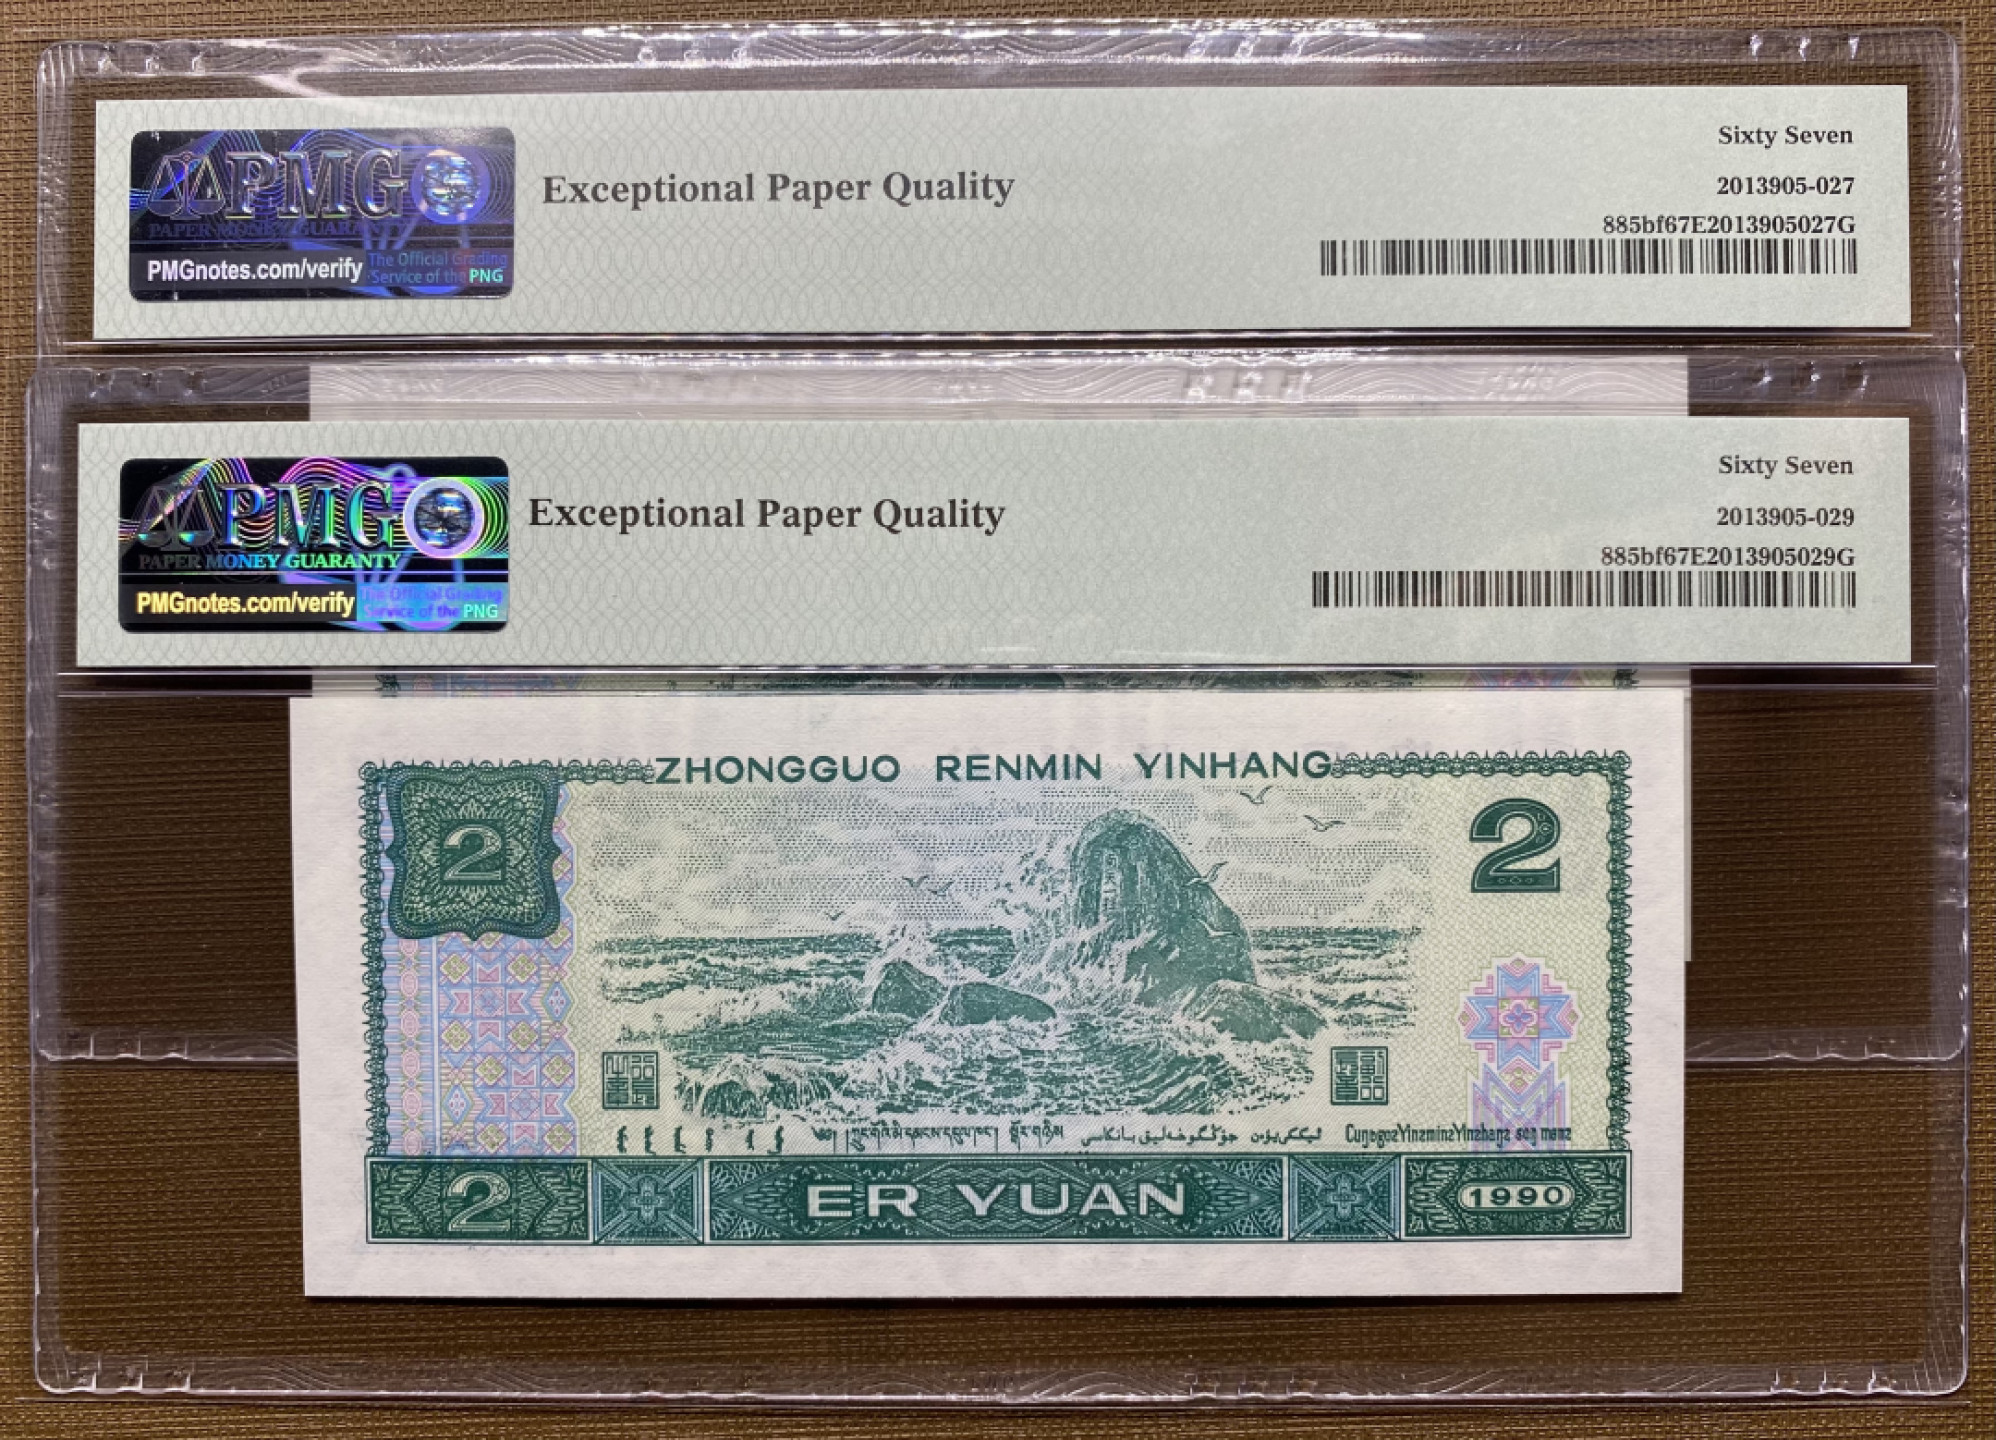 PMG
PAPER MONEY GUARANTY
PMGnotes.com/verify
The Official Grading
Service of the PNG
Exceptional Paper Quality
Sixty Seven
2013905-027
885bf67E2013905027G
PMG
PAPER MONEY GUARANTY
PMGnotes.com/verify
The Official Grading
Service of the PNG
Exceptional Paper Quality
Sixty Seven
2013905-029
885bf67E2013905029G
ZHONGGUO RENMIN YINHANG
2
2
2
ER YUAN
1990